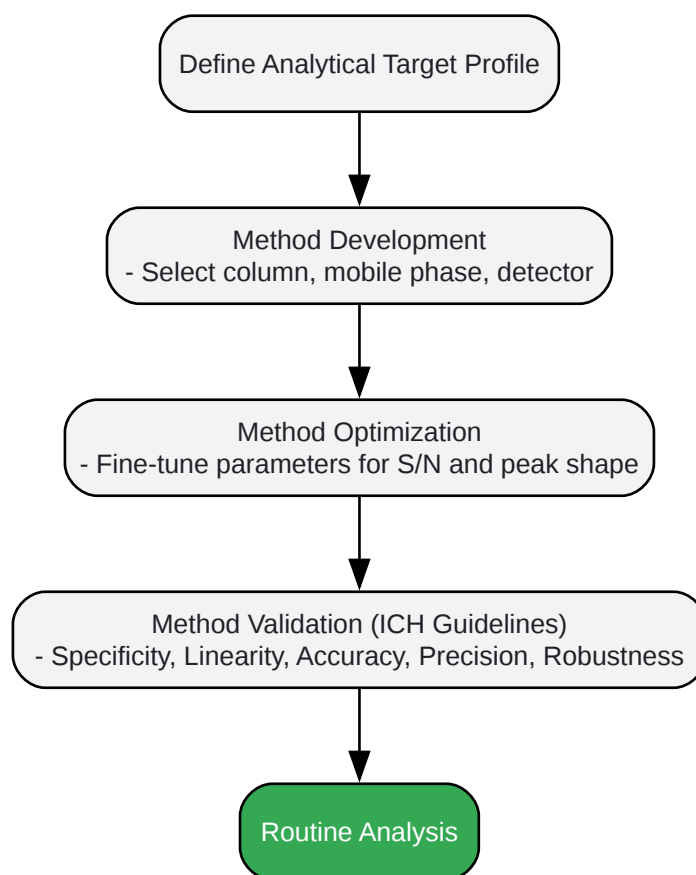 Define Analytical Target Profile
Method Development
- Select column, mobile phase, detector
Method Optimization
- Fine-tune parameters for S/N and peak shape
Method Validation (ICH Guidelines)
- Specificity, Linearity, Accuracy, Precision, Robustness
Routine Analysis